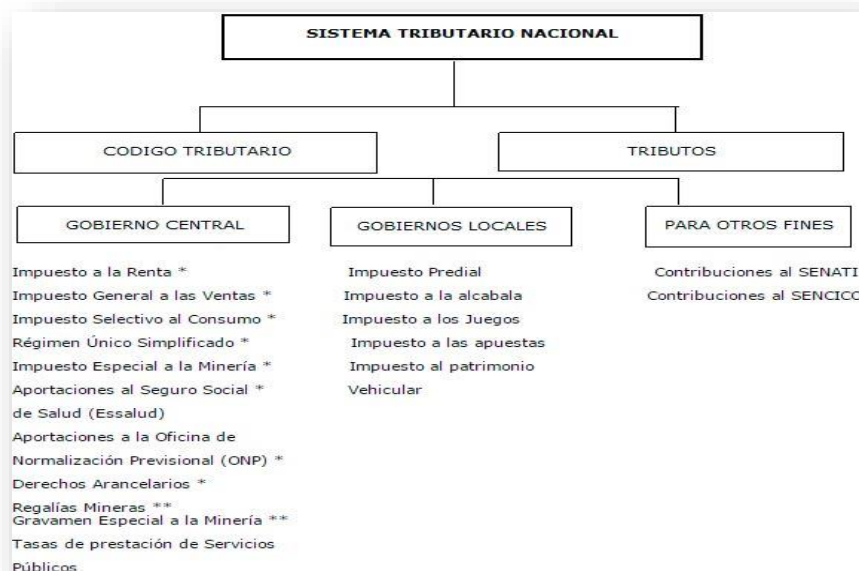 SISTEMA TRIBUTARIO NACIONAL
CODIGO TRIBUTARIO
TRIBUTOS
GOBIERNO CENTRAL
GOBIERNOS LOCALES
PARA OTROS FINES
Impuesto a la Renta *
Impuesto General a las Ventas *
Impuesto Selectivo al Consumo *
Régimen Único Simplificado *
Impuesto Especial a la Minería *
Aportaciones al Seguro Social *
de Salud (Essalud)
Aportaciones a la Oficina de
Normalización Previsional (ONP) *
Derechos Arancelarios *
Regalías Mineras **
Gravamen Especial a la Minería **
Tasas de prestación de Servicios
Públicos
Impuesto Predial
Impuesto a la alcabala
Impuesto a los Juegos
Impuesto a las apuestas
Impuesto al patrimonio
Vehicular
Contribuciones al SENATI
Contribuciones al SENCICO